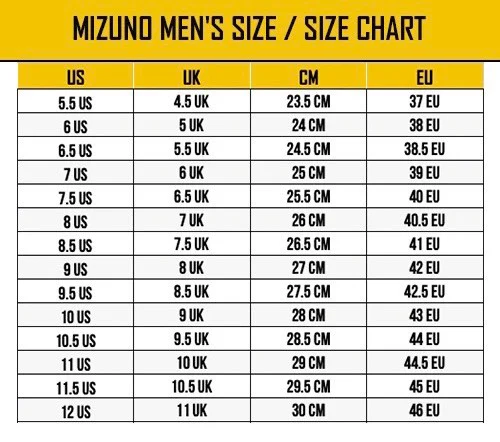 MIZUNO MEN'S SIZE / SIZE CHART
US UK CM EU
5.5 US 4.5 UK 23.5 CM 37 EU
6 US 5 UK 24 CM 38 EU
6.5 US 5.5 UK 24.5 CM 38.5 EU
7 US 6 UK 25 CM 39 EU
7.5 US 6.5 UK 25.5 CM 40 EU
8 US 7 UK 26 CM 40.5 EU
8.5 US 7.5 UK 26.5 CM 41 EU
9 US 8 UK 27 CM 42 EU
9.5 US 8.5 UK 27.5 CM 42.5 EU
10 US 9 UK 28 CM 43 EU
10.5 US 9.5 UK 28.5 CM 44 EU
11 US 10 UK 29 CM 44.5 EU
11.5 US 10.5 UK 29.5 CM 45 EU
12 US 11 UK 30 CM 46 EU